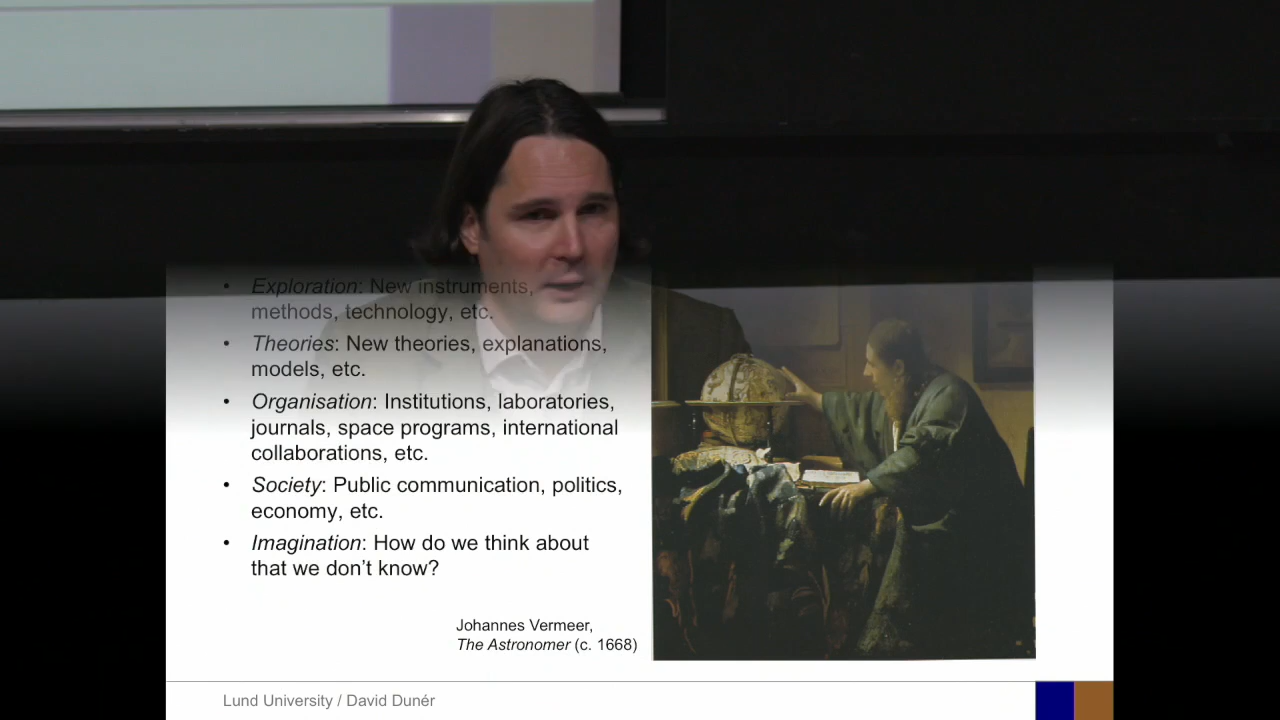 • Exploration: New instruments,
methods, technology, etc.
• Theories: New theories, explanations,
models, etc.
• Organisation: Institutions, laboratories,
journals, space programs, international
collaborations, etc.
• Society: Public communication, politics,
economy, etc.
• Imagination: How do we think about
that we don't know?
Johannes Vermeer,
The Astronomer (c. 1668)
Lund University / David Dunér